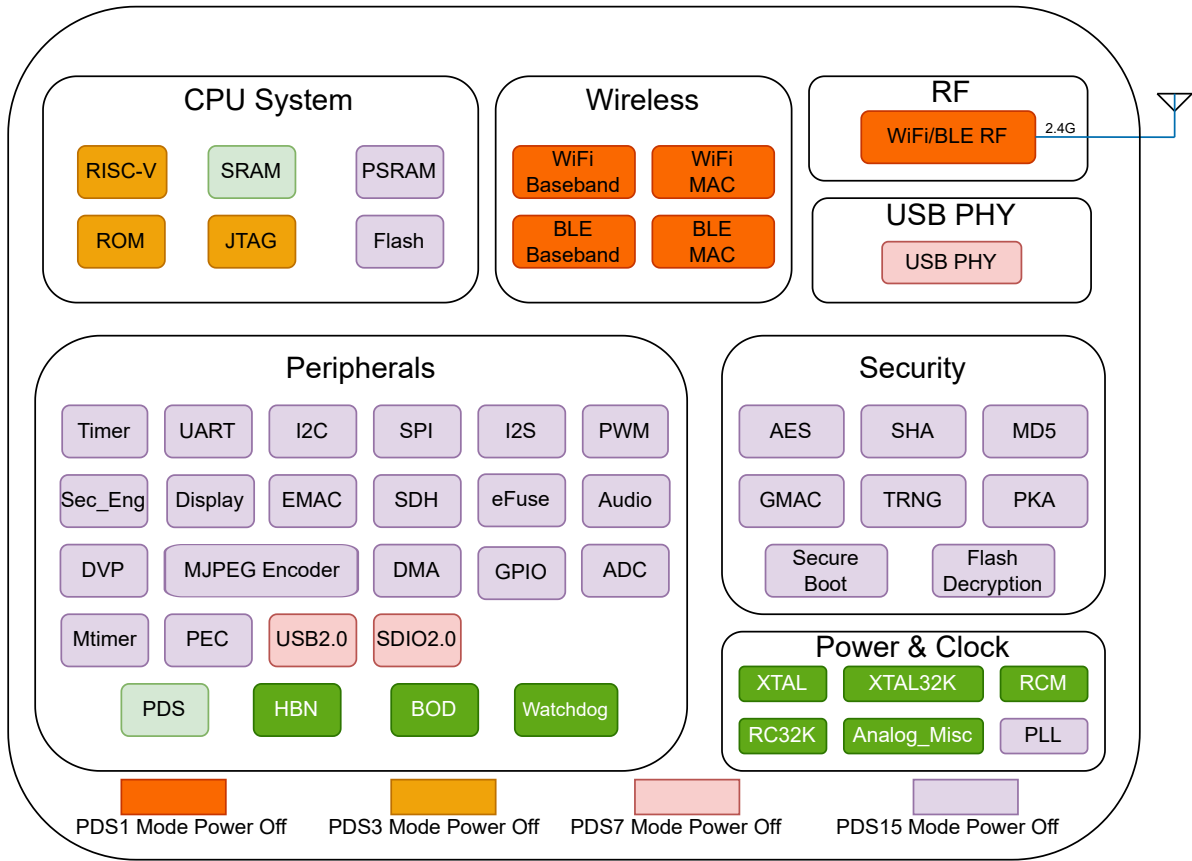 CPU System
RISC-V
SRAM
PSRAM
ROM
JTAG
Flash
Wireless
WiFi
Baseband
WiFi
MAC
BLE
Baseband
BLE
MAC
RF
WiFi/BLE RF
2.4G
USB PHY
USB PHY
Peripherals
Timer
UART
I2C
SPI
I2S
PWM
Sec_Eng
Display
EMAC
SDH
eFuse
Audio
DVP
MJPEG Encoder
DMA
GPIO
ADC
Mtimer
PEC
USB2.0
SDIO2.0
PDS
HBN
BOD
Watchdog
Security
AES
SHA
MD5
GMAC
TRNG
PKA
Secure
Boot
Flash
Decryption
Power & Clock
XTAL
XTAL32K
RCM
RC32K
Analog_Misc
PLL
PDS1 Mode Power Off
PDS3 Mode Power Off
PDS7 Mode Power Off
PDS15 Mode Power Off